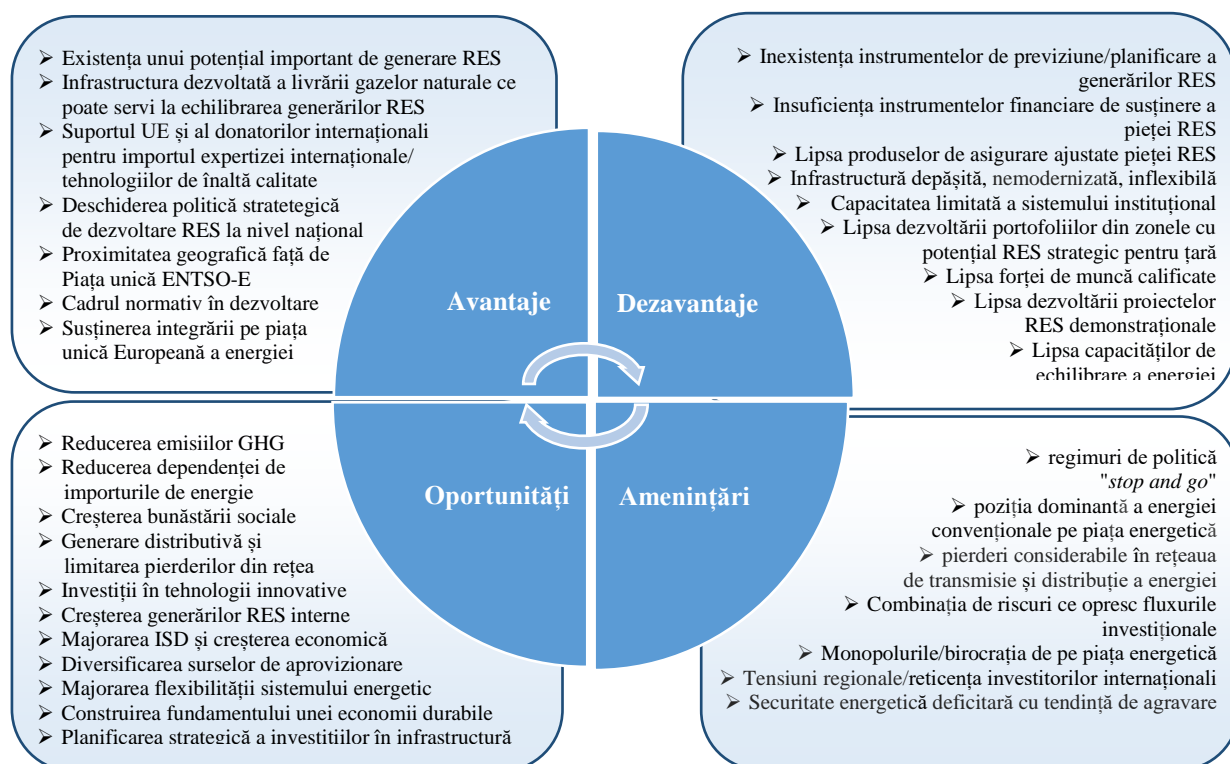 ➢ Existența unui potențial important de generare RES
➢ Infrastructura dezvoltată a livrării gazelor naturale ce
poate servi la echilibrarea generărilor RES
➢ Suportul UE și al donatorilor internaționali
pentru importul expertizei internaționale/
tehnologiilor de înaltă calitate
➢ Deschiderea politică stratetegică
de dezvoltare RES la nivel național
➢ Proximitatea geografică față de
Piața unică ENTSO-E
➢ Cadrul normativ în dezvoltare
➢ Susținerea integrării pe piața
unică Europeană a energiei
Avantaje
➢ Inexistența instrumentelor de previziune/planificare a
generărilor RES
➢ Insuficiența instrumentelor financiare de susținere a
pieței RES
➢ Lipsa produselor de asigurare ajustate pieței RES
➢ Infrastructură depășită, nemodernizată, inflexibilă
➢ Capacitatea limitată a sistemului instituțional
➢ Lipsa dezvoltării portofoliilor din zonele cu
potențial RES strategic pentru țară
➢ Lipsa forței de muncă calificate
➢ Lipsa dezvoltării proiectelor
RES demonstraționale
➢ Lipsa capacităților de
echilibrare a energiei
Dezavantaje
➢ Reducerea emisiilor GHG
➢ Reducerea dependenței de
importurile de energie
➢ Creșterea bunăstării sociale
➢ Generare distributivă și
limitarea pierderilor din rețea
➢ Investiții în tehnologii innovative
➢ Creșterea generărilor RES interne
➢ Majorarea ISD și creșterea economică
➢ Diversificarea surselor de aprovizionare
➢ Majorarea flexibilității sistemului energetic
➢ Construirea fundamentului unei economii durabile
➢ Planificarea strategică a investițiilor în infrastructură
Oportunități
➢ regimuri de politică
"stop and go"
➢ poziția dominantă a energiei
convenționale pe piața energetică
➢ pierderi considerabile în rețeaua
de transmisie și distribuție a energiei
➢ Combinația de riscuri ce opresc fluxurile
investiționale
➢ Monopolurile/birocrația de pe piața energetică
➢ Tensiuni regionale/reticența investitorilor internaționali
➢ Securitate energetică deficitară cu tendință de agravare
Amenințări